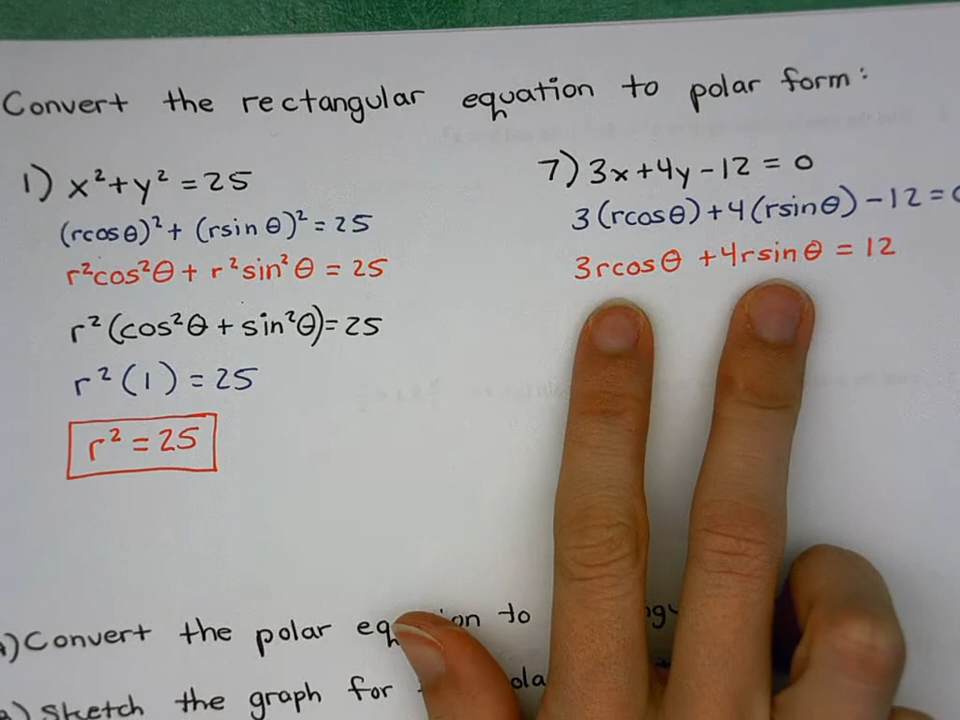 Convert the rectangular equation to polar form:
1) x² + y² = 25
(rcosθ)² + (rsinθ)² = 25
r²cos²θ + r²sin²θ = 25
r²(cos²θ + sin²θ) = 25
r²(1) = 25
r² = 25
7) 3x + 4y - 12 = 0
3(rcosθ) + 4(rsinθ) - 12 = 0
3rcosθ + 4rsinθ = 12
) Convert the polar eq on to
) Sketch the graph for